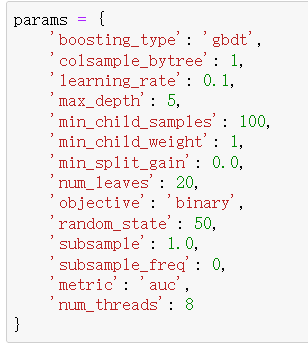 params = {
    'boosting_type': 'gbdt',
    'colsample_bytree': 1,
    'learning_rate': 0.1,
    'max_depth': 5,
    'min_child_samples': 100,
    'min_child_weight': 1,
    'min_split_gain': 0.0,
    'num_leaves': 20,
    'objective': 'binary',
    'random_state': 50,
    'subsample': 1.0,
    'subsample_freq': 0,
    'metric': 'auc',
    'num_threads': 8
}